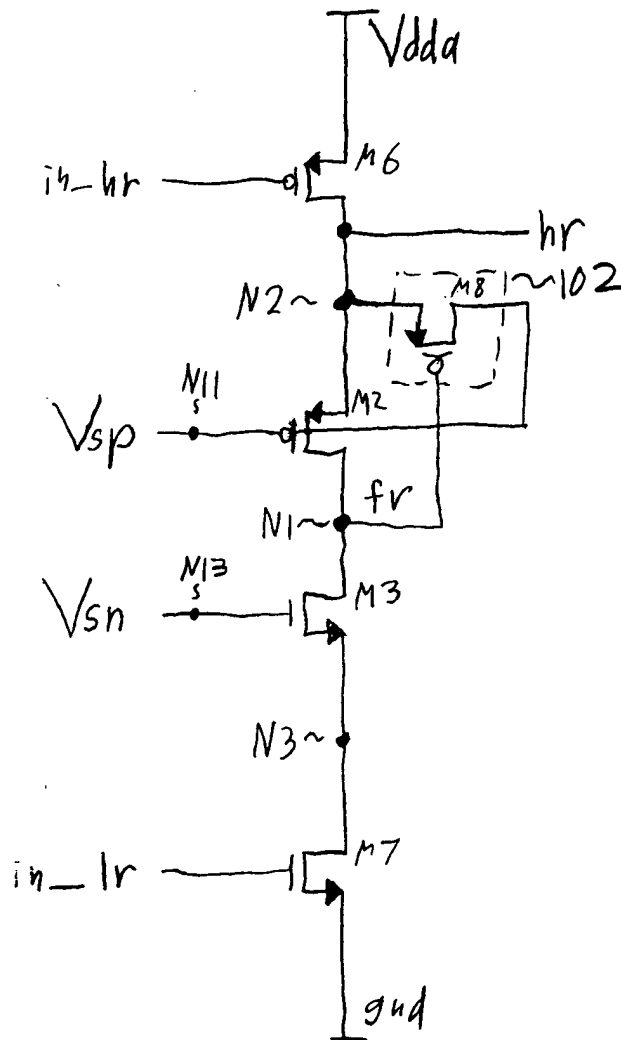 Vdda
M6
in_hr
hr
N2~
M8
~102
N11
s
M2
Vsp
fr
N1~
N13
s
M3
Vsn
N3~
M7
in_lr
gnd